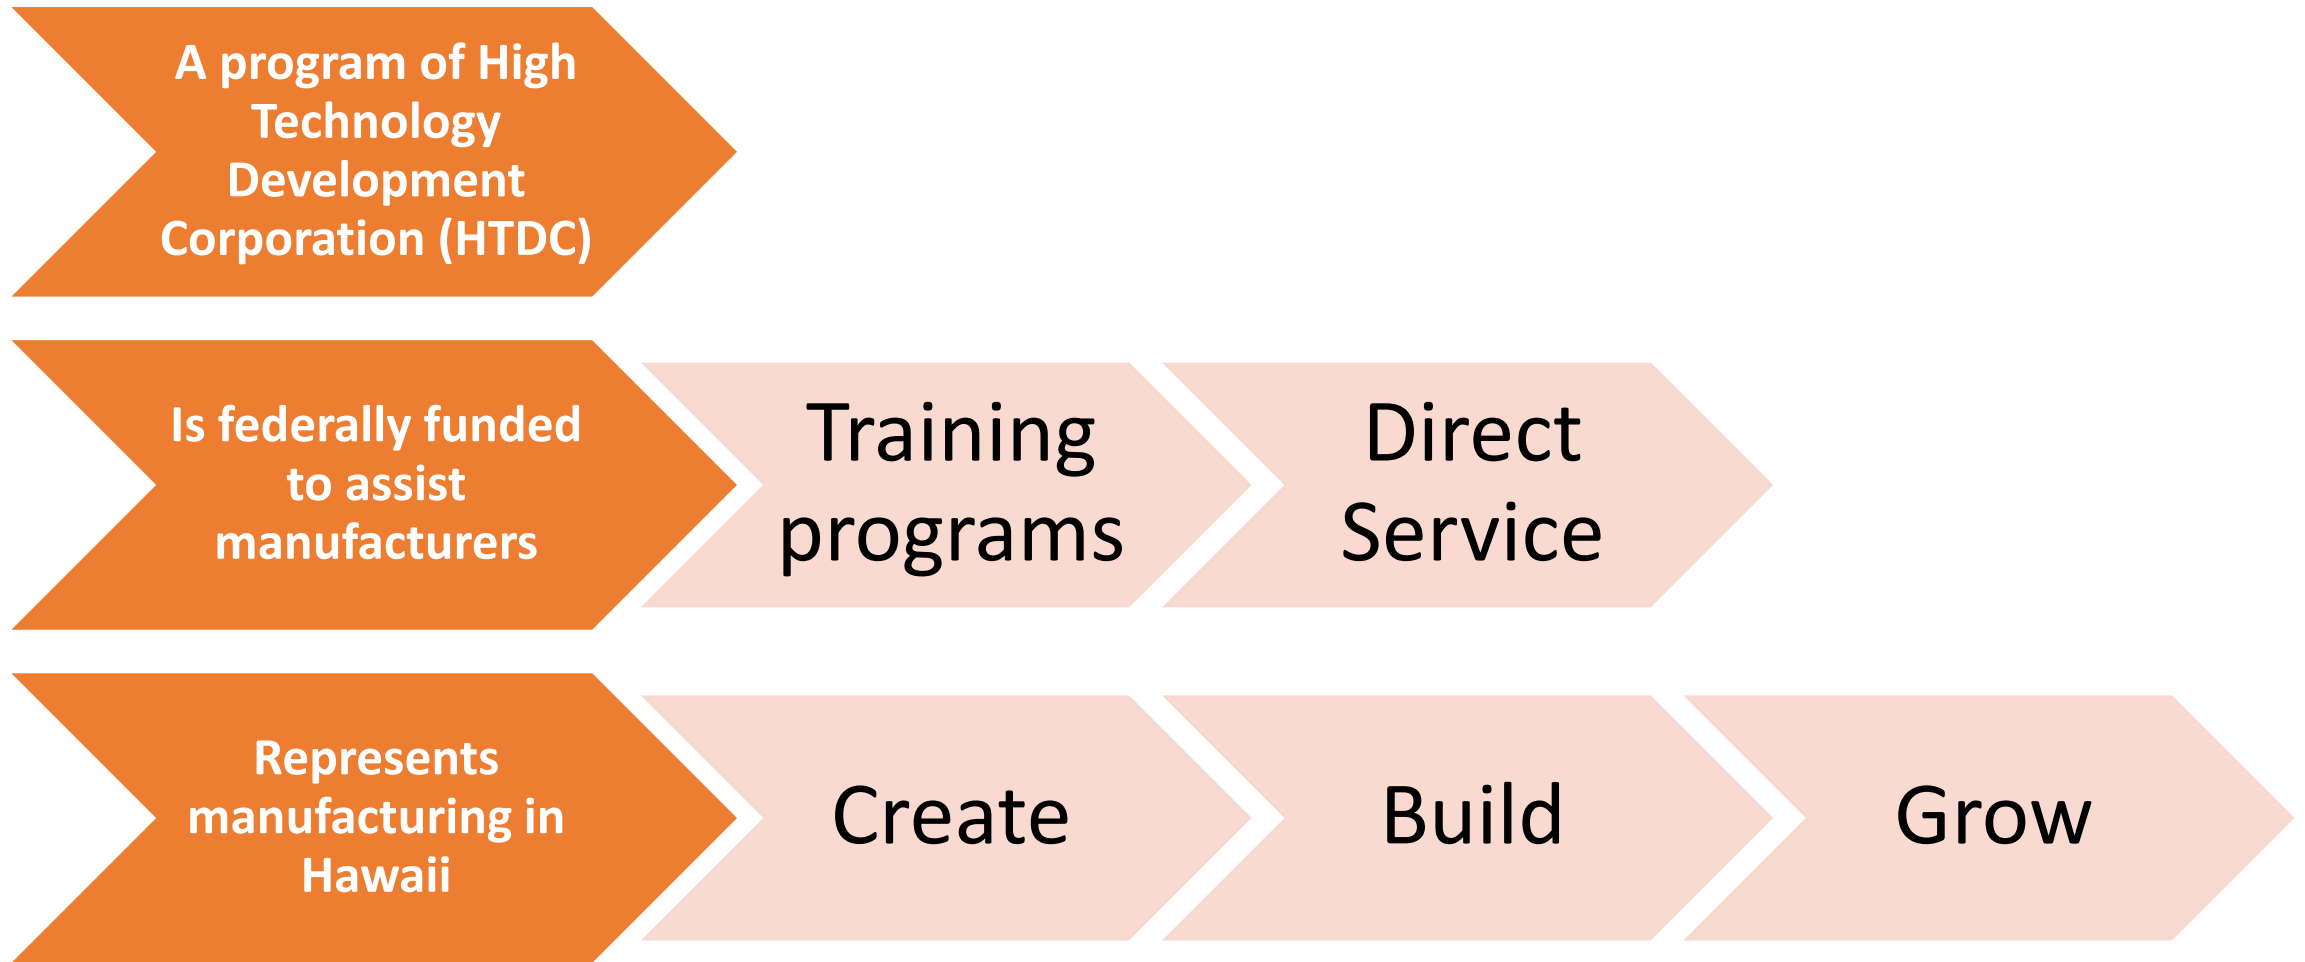 A program of High
Technology
Development
Corporation (HTDC)
Is federally funded
to assist
manufacturers
Training
programs
Direct
Service
Represents
manufacturing in
Hawaii
Create
Build
Grow